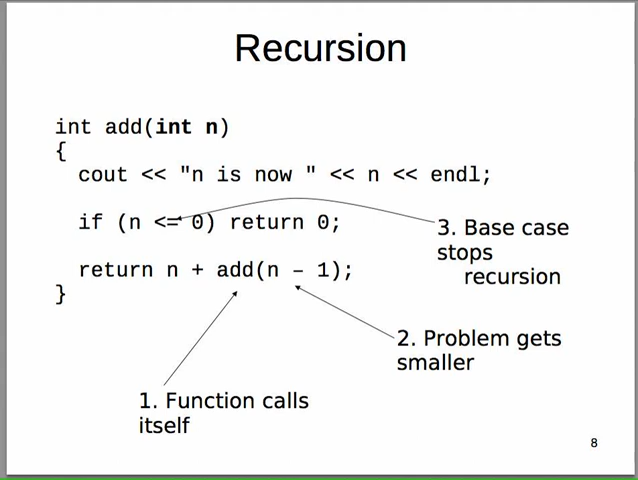 Recursion
int add(int n)
{
cout << "n is now " << n << endl;
if (n <= 0) return 0;
return n + add(n – 1);
}
3. Base case
stops
recursion
2. Problem gets
smaller
1. Function calls
itself
8